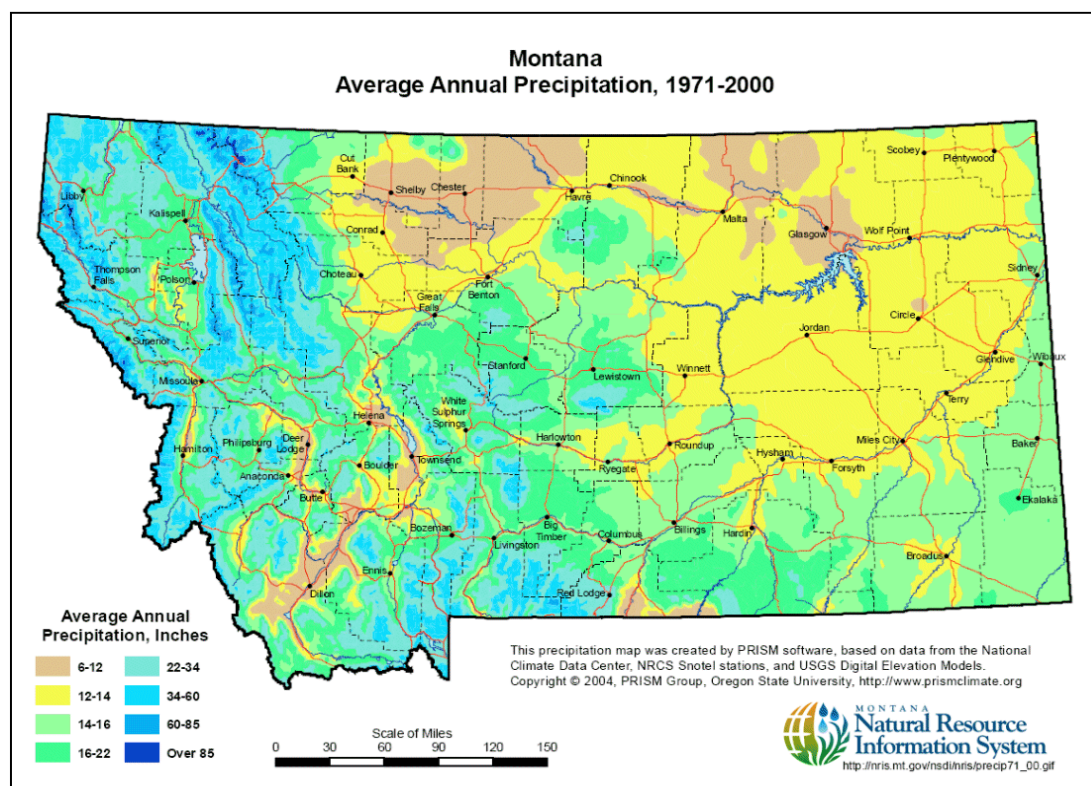 Montana
Average Annual Precipitation, 1971-2000
Cut Bank
Shelby
Chester
Havre
Chinook
Malta
Glasgow
Scobey
Plentywood
Wolf Point
Libby
Kalispell
Conrad
Choteau
Thompson Falls
Polson
Fort Benton
Great Falls
Sidney
Circle
Jordan
Superior
Missoula
Stanford
Lewistown
Winnett
Glendive
Wibaux
Terry
White Sulphur Springs
Helena
Hamilton
Philipsburg
Deer Lodge
Boulder
Townsend
Harlowton
Ryegate
Roundup
Hysham
Forsyth
Miles City
Baker
Ekalaka
Anaconda
Butte
Bozeman
Livingston
Big Timber
Columbus
Billings
Hardin
Broadus
Dillon
Ennis
Red Lodge
Average Annual
Precipitation, Inches
6-12
22-34
12-14
34-60
14-16
60-85
16-22
Over 85
Scale of Miles
0 30 60 90 120 150
This precipitation map was created by PRISM software, based on data from the National
Climate Data Center, NRCS Snotel stations, and USGS Digital Elevation Models.
Copyright © 2004, PRISM Group, Oregon State University, http://www.prismclimate.org
MONTANA
Natural Resource
Information System
http://nris.mt.gov/nsdi/nris/precip71_00.gif